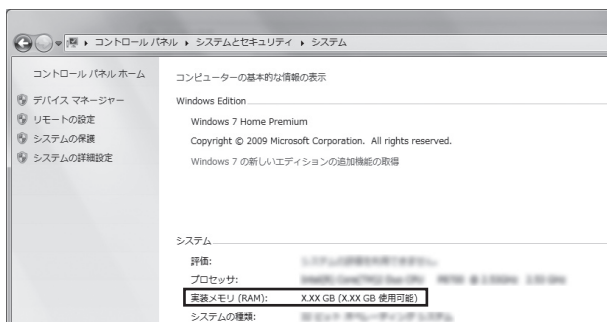 コントロール パネル ▸ システムとセキュリティ ▸ システム
コントロール パネル ホーム
デバイス マネージャー
リモートの設定
システムの保護
システムの詳細設定
コンピューターの基本的な情報の表示
Windows Edition
Windows 7 Home Premium
Copyright © 2009 Microsoft Corporation. All rights reserved.
Windows 7 の新しいエディションの追加機能の取得
システム
評価:
プロセッサ:
実装メモリ (RAM): X.XX GB (X.XX GB 使用可能)
システムの種類: